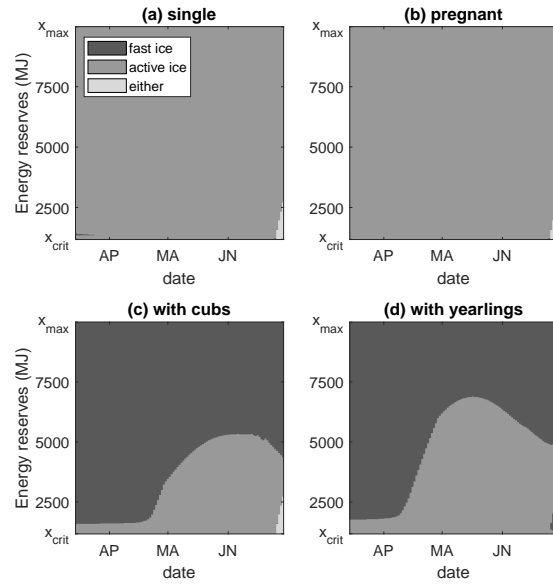 (a) single
x_max
7500
5000
2500
x_crit
Energy reserves (MJ)
fast ice
active ice
either
AP
MA
JN
date
(b) pregnant
x_max
7500
5000
2500
x_crit
AP
MA
JN
date
(c) with cubs
x_max
7500
5000
2500
x_crit
Energy reserves (MJ)
AP
MA
JN
date
(d) with yearlings
x_max
7500
5000
2500
x_crit
AP
MA
JN
date